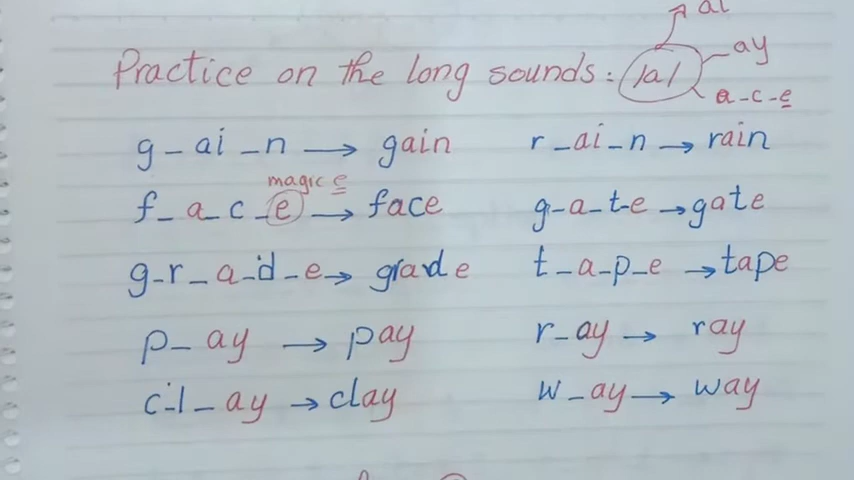 ai
Practice on the long sounds: /a/ ay
a-c-e
g-ai-n → gain r-ai-n → rain
magic e
f-a-c-e → face g-a-t-e → gate
g-r-a-d-e → grade t-a-p-e → tape
p-ay → pay r-ay → ray
c-l-ay → clay w-ay → way